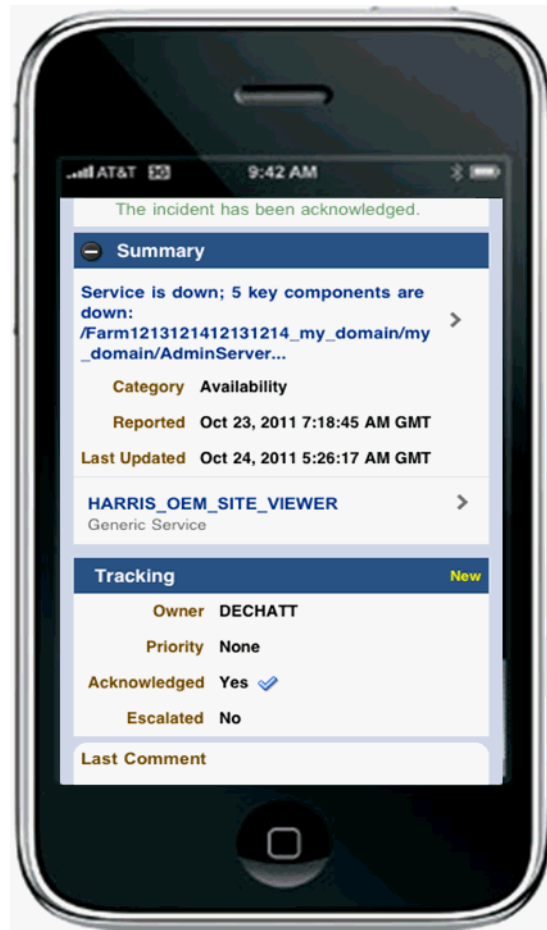 AT&T 3G 9:42 AM
The incident has been acknowledged.
Summary
Service is down; 5 key components are
down:
/Farm1213121412131214_my_domain/my
_domain/AdminServer...
Category Availability
Reported Oct 23, 2011 7:18:45 AM GMT
Last Updated Oct 24, 2011 5:26:17 AM GMT
HARRIS_OEM_SITE_VIEWER
Generic Service
Tracking New
Owner DECHATT
Priority None
Acknowledged Yes
Escalated No
Last Comment